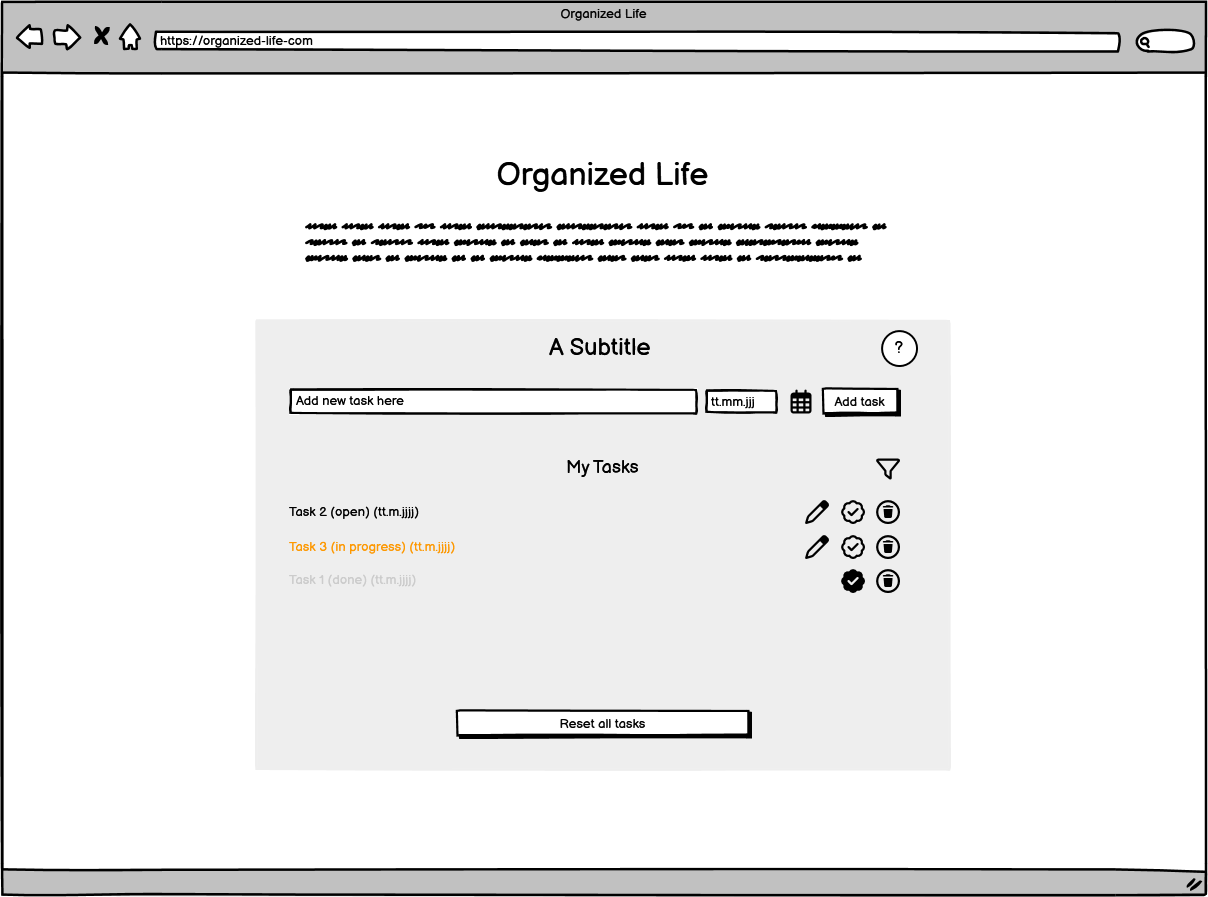 Organized Life
https://organized-life-com
Organized Life
A Subtitle
?
Add new task here
tt.mm.jjj
Add task
My Tasks
Task 2 (open) (tt.m.jjjj)
Task 3 (in progress) (tt.m.jjjj)
Task 1 (done) (tt.m.jjjj)
Reset all tasks